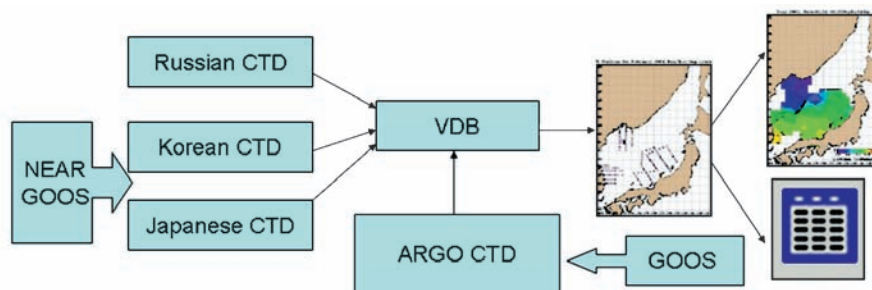 Russian CTD
Korean CTD
Japanese CTD
NEAR
GOOS
VDB
ARGO CTD
GOOS